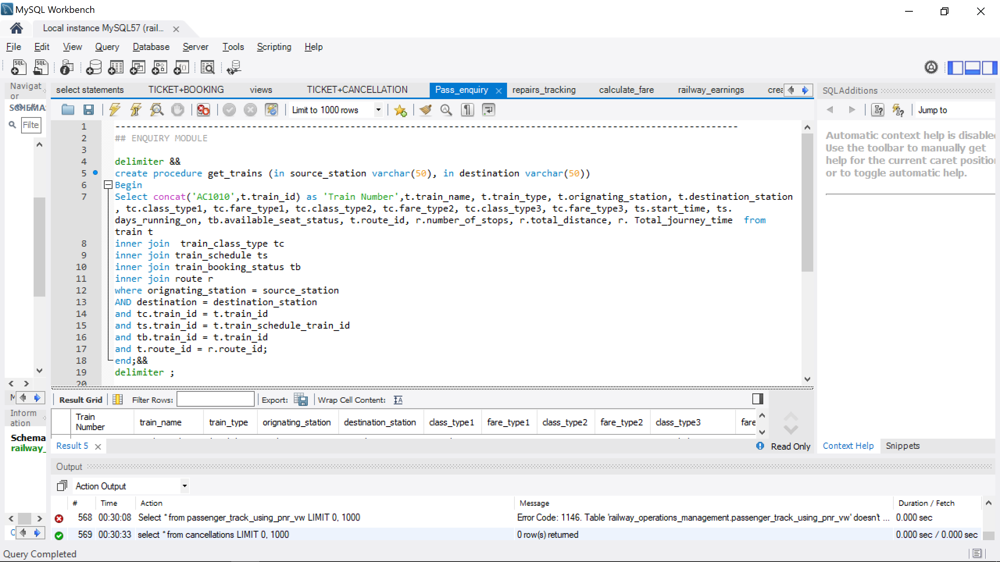 MySQL Workbench
Local instance MySQL57 (rail...
File Edit View Query Database Server Tools Scripting Help
Navigat
or
select statements TICKET+BOOKING views TICKET+CANCELLATION Pass_enquiry repairs_tracking calculate_fare railway_earnings crea
SQLAdditions
SCHEMA
Limit to 1000 rows
Jump to
Filte
Automatic context help is disable
Use the toolbar to manually get
help for the current caret positio
or to toggle automatic help.
1 ------------------------------------------------------------------------------------------------------------------
2 ## ENQUIRY MODULE
3
4 delimiter &&
5 create procedure get_trains (in source_station varchar(50), in destination varchar(50))
6 Begin
7 Select concat('AC1010',t.train_id) as 'Train Number',t.train_name, t.train_type, t.orignating_station, t.destination_station
, tc.class_type1, tc.fare_type1, tc.class_type2, tc.fare_type2, tc.class_type3, tc.fare_type3, ts.start_time, ts.
days_running_on, tb.available_seat_status, t.route_id, r.number_of_stops, r.total_distance, r. Total_journey_time  from
train t
8 inner join  train_class_type tc
9 inner join train_schedule ts
10 inner join train_booking_status tb
11 inner join route r
12 where orignating_station = source_station
13 AND destination = destination_station
14 and tc.train_id = t.train_id
15 and ts.train_id = t.train_schedule_train_id
16 and tb.train_id = t.train_id
17 and t.route_id = r.route_id;
18 end;&&
19 delimiter ;
20
Result Grid Filter Rows: Export: Wrap Cell Content:
Inform
ation
Train
Number train_name train_type orignating_station destination_station class_type1 fare_type1 class_type2 fare_type2 class_type3 fare
Schema
railway_
Result 5
Read Only
Context Help Snippets
Output
Action Output
# Time Action Message Duration / Fetch
568 00:30:08 Select * from passenger_track_using_pnr_vw LIMIT 0, 1000 Error Code: 1146. Table 'railway_operations_management.passenger_track_using_pnr_vw' doesn't ... 0.000 sec
569 00:30:33 select * from cancellations LIMIT 0, 1000 0 row(s) returned 0.000 sec / 0.000 sec
Query Completed